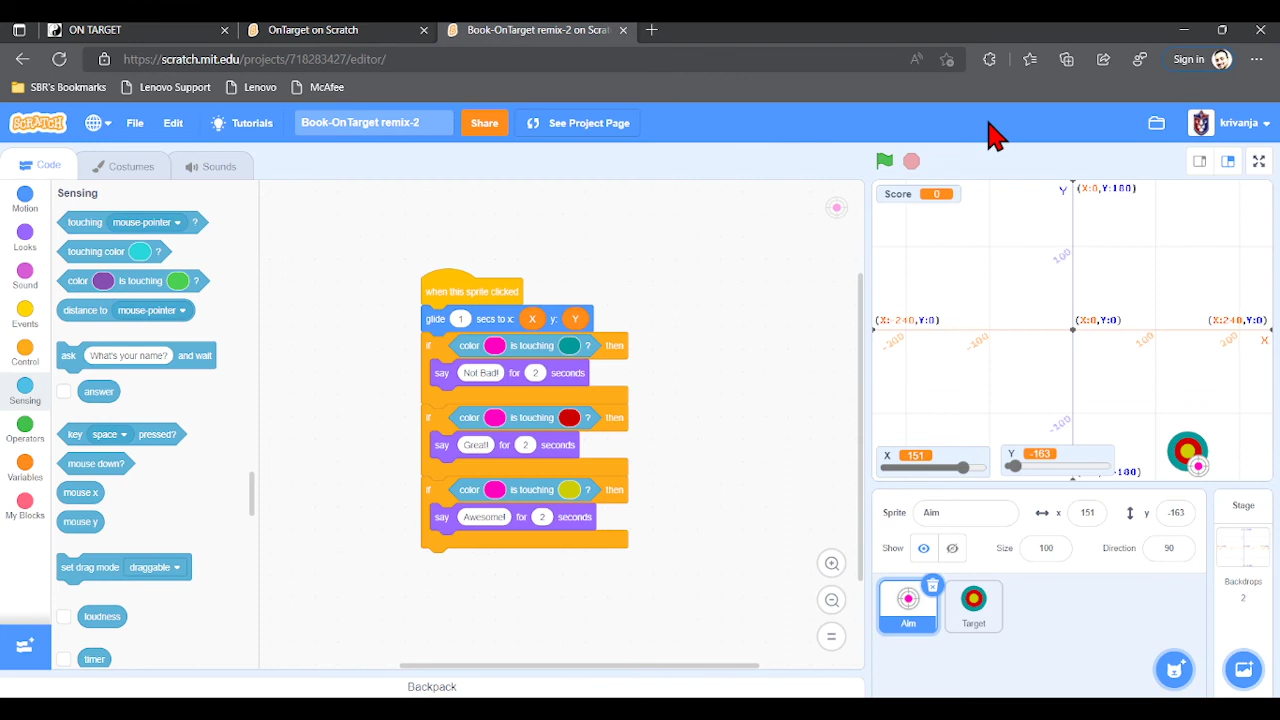 ON TARGET
OnTarget on Scratch
Book-OnTarget remix-2 on Scrat
https://scratch.mit.edu/projects/718283427/editor/
Sign in
SBR's Bookmarks
Lenovo Support
Lenovo
McAfee
SCRATCH
File
Edit
Tutorials
Book-OnTarget remix-2
Share
See Project Page
krivanja
Code
Costumes
Sounds
Motion
Looks
Sound
Events
Control
Sensing
Operators
Variables
My Blocks
Sensing
touching mouse-pointer ?
touching color ?
color is touching ?
distance to mouse-pointer
ask What's your name? and wait
answer
key space pressed?
mouse down?
mouse x
mouse y
set drag mode draggable
loudness
timer
when this sprite clicked
glide 1 secs to x: X y: Y
if color is touching ? then
say Not Bad! for 2 seconds
if color is touching ? then
say Great! for 2 seconds
if color is touching ? then
say Awesome! for 2 seconds
Backpack
Score 0
Y (X:0,Y:180)
100
(X:-240,Y:0) (X:0,Y:0) (X:240,Y:0)
-200 -100 100 200 X
-100
X 151
Y -163
-180)
Sprite Aim x 151 y -163
Show Size 100 Direction 90
Aim
Target
Stage
Backdrops
2